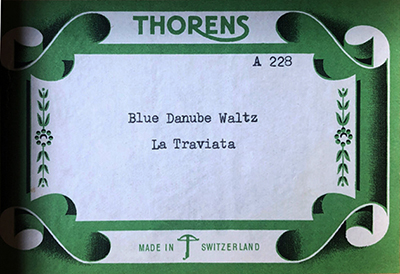 THORENS
A 228
Blue Danube Waltz
La Traviata
MADE IN SWITZERLAND